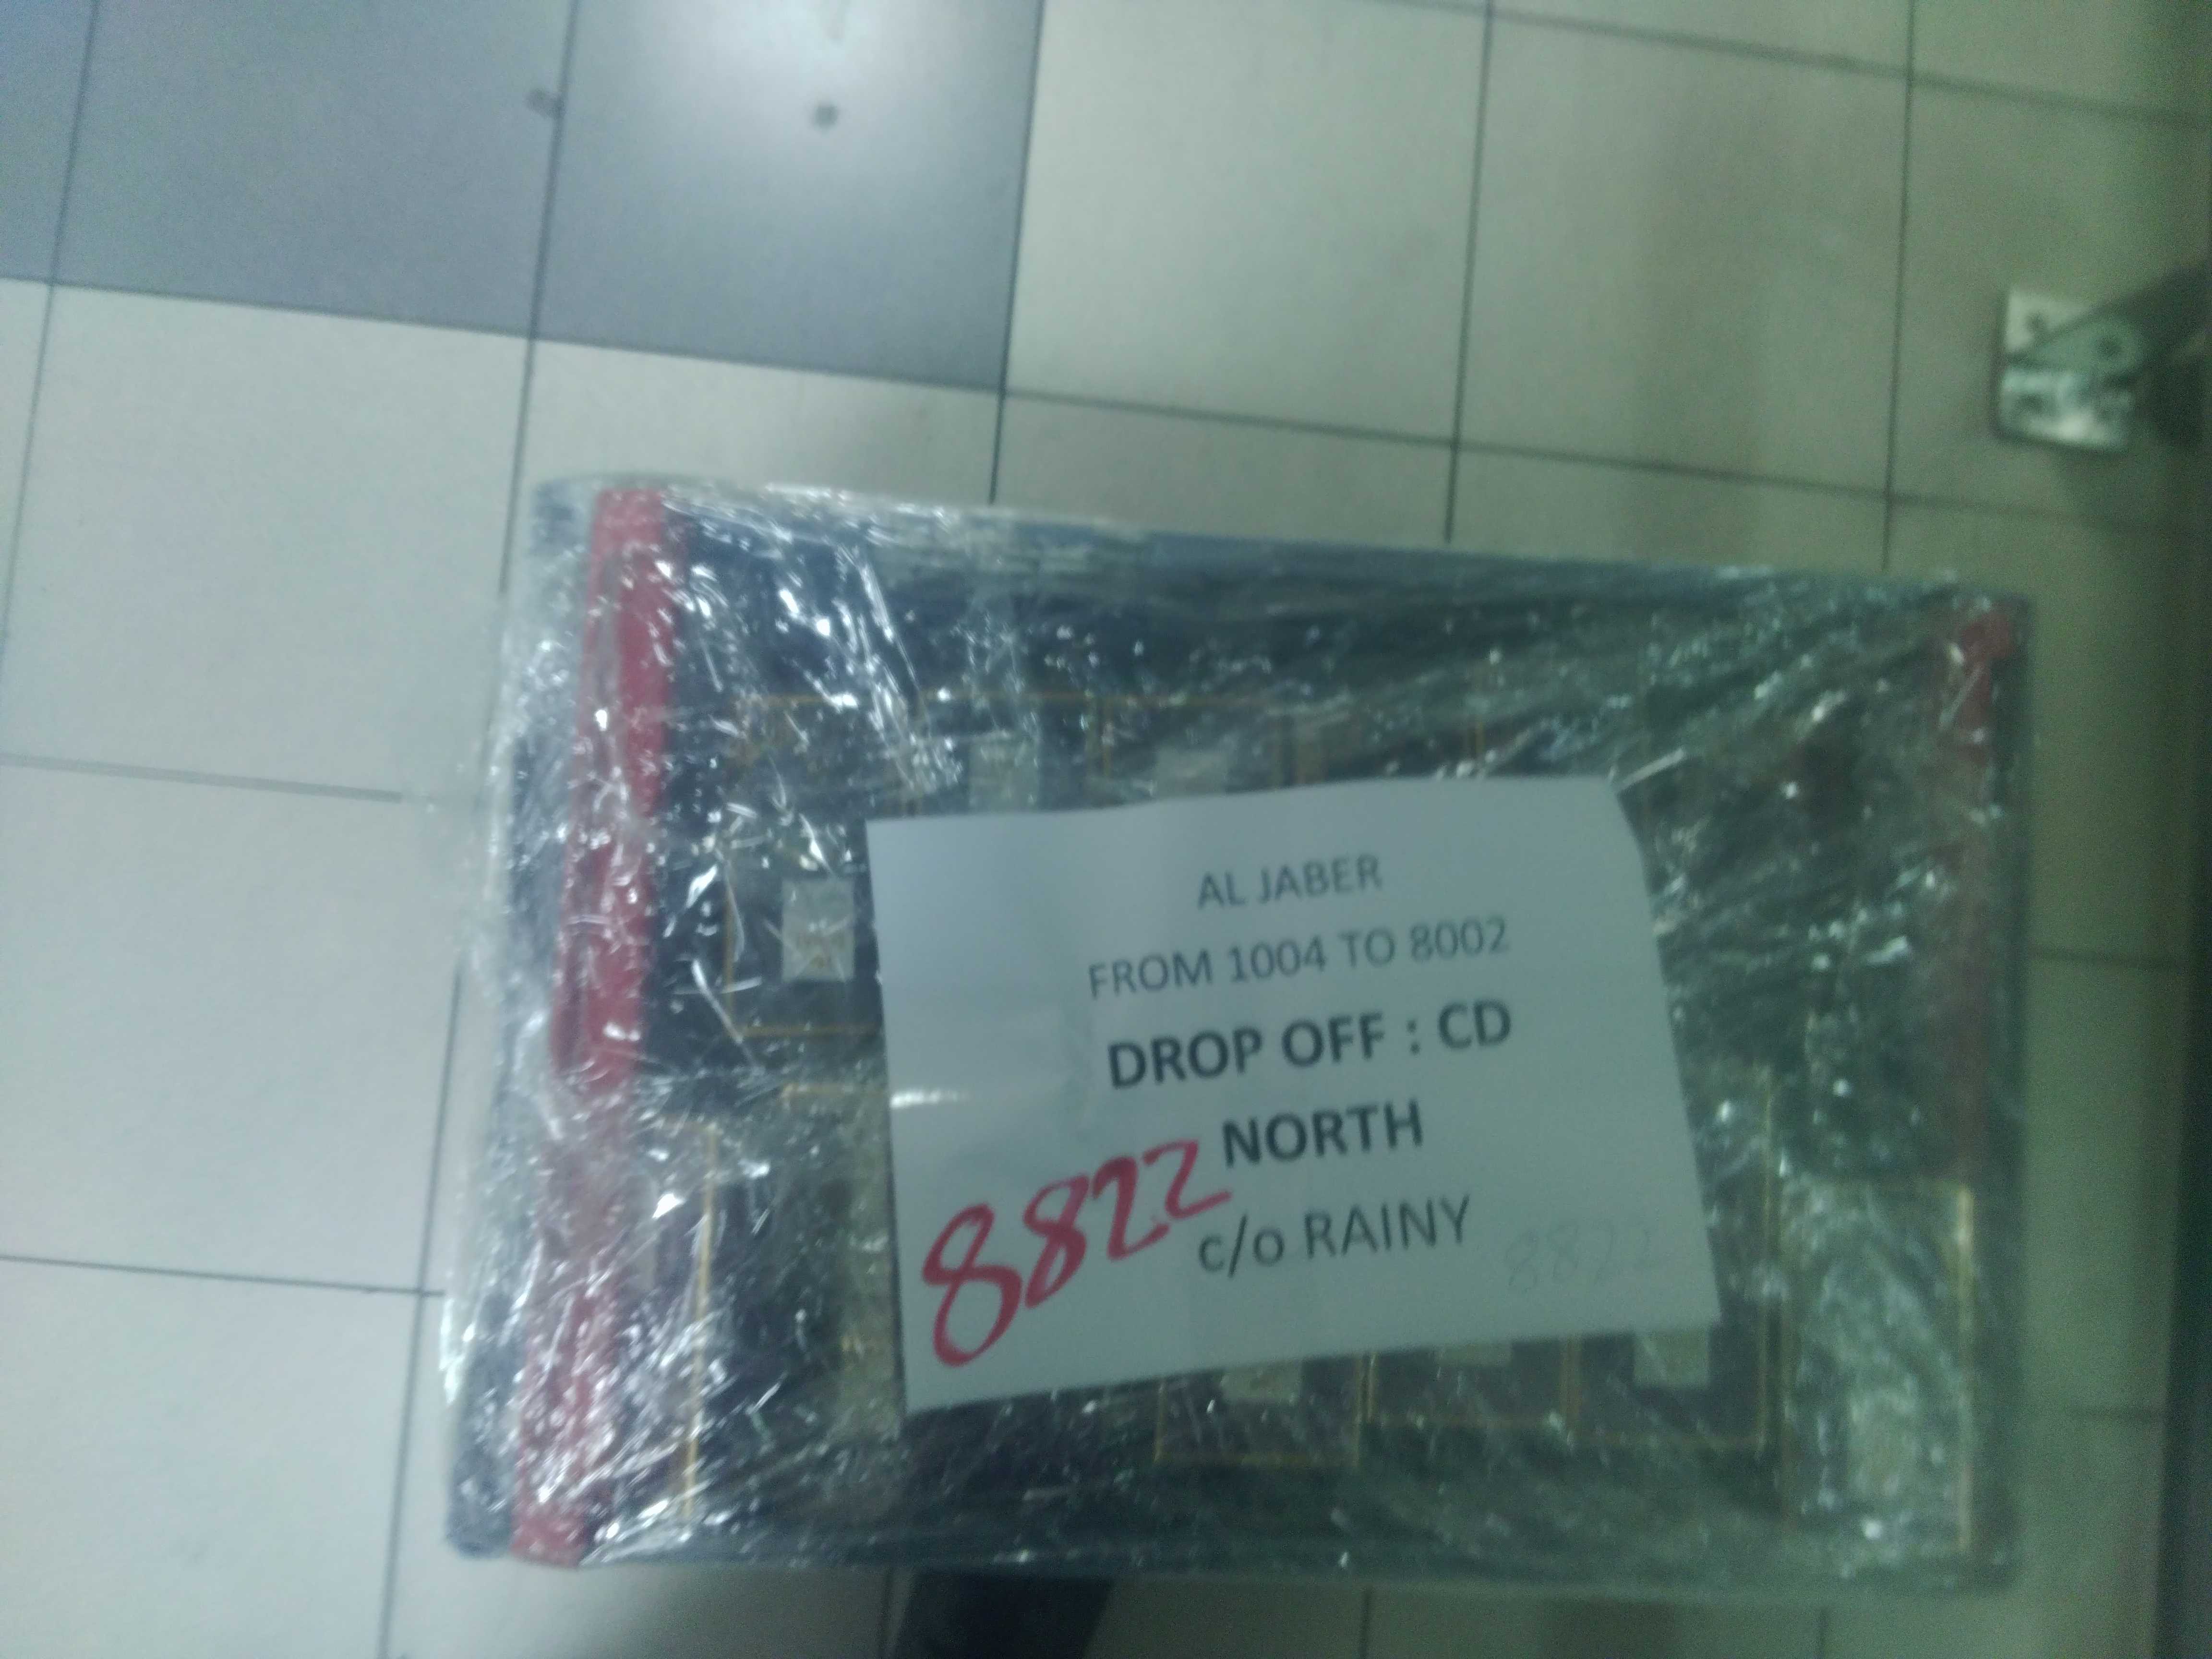 AL JABER
FROM 1004 TO 8002
DROP OFF : CD
NORTH
8822
c/o RAINY
8822